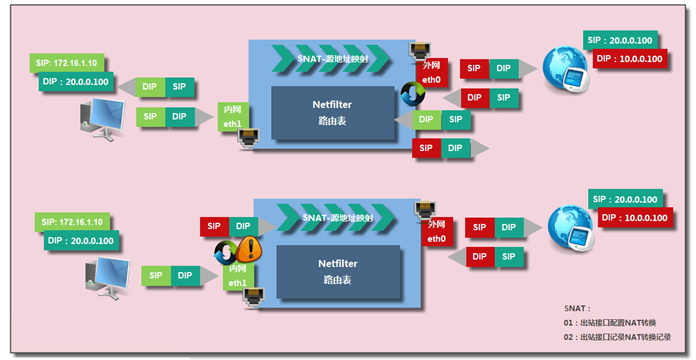 SIP: 172.16.1.10
DIP：20.0.0.100
DIP SIP
SIP DIP
内网
eth1
SNAT-源地址映射
Netfilter
路由表
外网
eth0
SIP DIP
DIP SIP
DIP SIP
SIP DIP
SIP：20.0.0.100
DIP：10.0.0.100
SIP: 172.16.1.10
DIP：20.0.0.100
SIP DIP
SIP DIP
内网
eth1
SNAT-源地址映射
Netfilter
路由表
外网
eth0
SIP DIP
DIP SIP
SIP：20.0.0.100
DIP：10.0.0.100
SNAT：
01：出站接口配置NAT转换
02：出站接口记录NAT转换记录